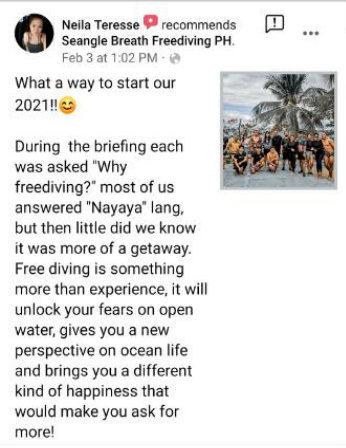 Neila Teresse recommends
Seangle Breath Freediving PH.
Feb 3 at 1:02 PM ·
What a way to start our
2021!!😊
During the briefing each
was asked "Why
freediving?" most of us
answered "Nayaya" lang,
but then little did we know
it was more of a getaway.
Free diving is something
more than experience, it will
unlock your fears on open
water, gives you a new
perspective on ocean life
and brings you a different
kind of happiness that
would make you ask for
more!